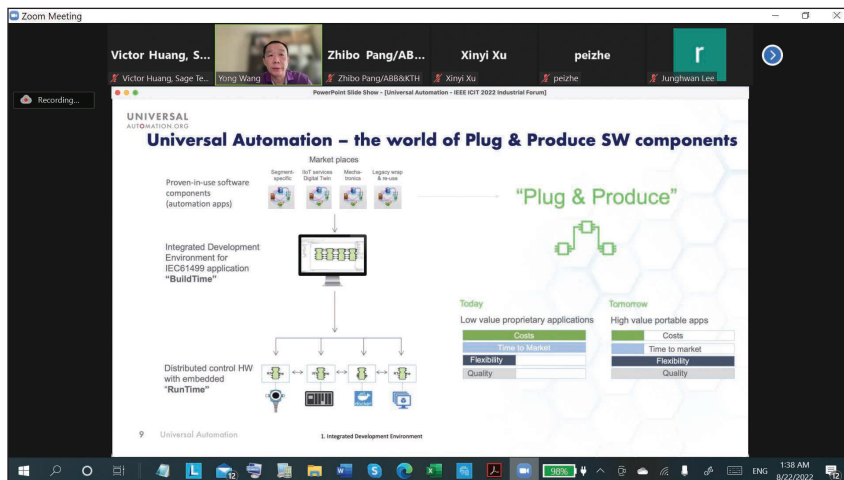 Zoom Meeting
Victor Huang, S...
Zhibo Pang/AB...
Xinyi Xu
peizhe
r
Victor Huang, Sage Te...
Yong Wang
Zhibo Pang/ABB&KTH
Xinyi Xu
peizhe
Junghwan Lee
Recording...
PowerPoint Slide Show - [Universal Automation - IEEE ICIT 2022 Industrial Forum]
UNIVERSAL
AUTOMATION.ORG
Universal Automation – the world of Plug & Produce SW components
Market places
Segment-
specific
IIoT services
Digital Twin
Mecha-
tronics
Legacy wrap
& re-use
Proven-in-use software
components
(automation apps)
"Plug & Produce"
Integrated Development
Environment for
IEC61499 application
"BuildTime"
Today
Low value proprietary applications
Costs
Time to Market
Flexibility
Quality
Tomorrow
High value portable apps
Costs
Time to market
Flexibility
Quality
Distributed control HW
with embedded
"RunTime"
9 Universal Automation
1. Integrated Development Environment
98%
ENG
1:38 AM
8/22/2022